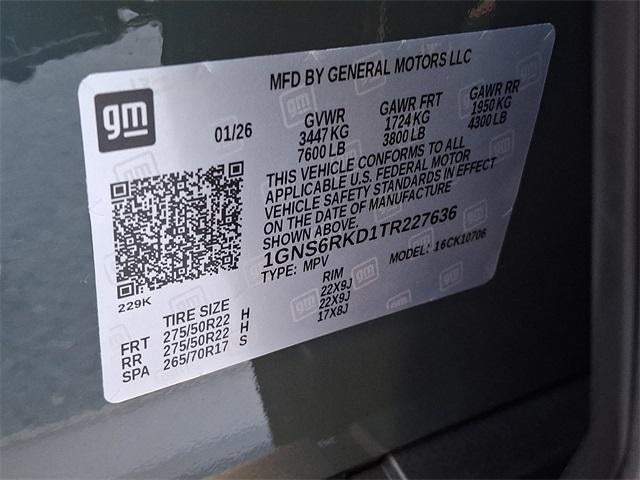 MFD BY GENERAL MOTORS LLC
gm
01/26
GVWR GAWR FRT GAWR RR
3447 KG 1724 KG 1950 KG
7600 LB 3800 LB 4300 LB
THIS VEHICLE CONFORMS TO ALL
APPLICABLE U.S. FEDERAL MOTOR
VEHICLE SAFETY STANDARDS IN EFFECT
ON THE DATE OF MANUFACTURE
SHOWN ABOVE.
1GNS6RKD1TR227636
TYPE: MPV MODEL: 16CK10706
229K
TIRE SIZE RIM
FRT 275/50R22 H 22X9J
RR 275/50R22 H 22X9J
SPA 265/70R17 S 17X8J